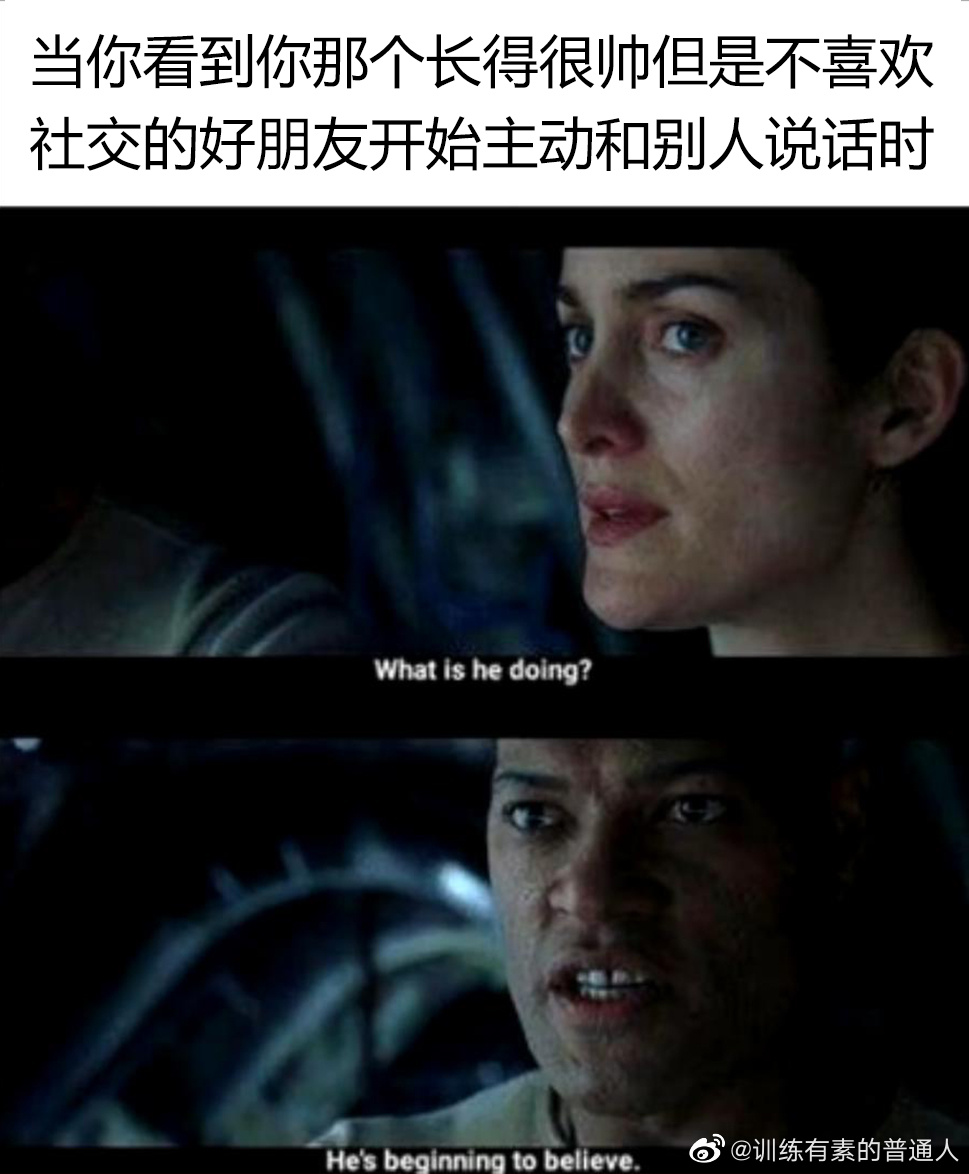 当你看到你那个长得很帅但是不喜欢
社交的好朋友开始主动和别人说话时
What is he doing?
He's beginning to believe.
@训练有素的普通人